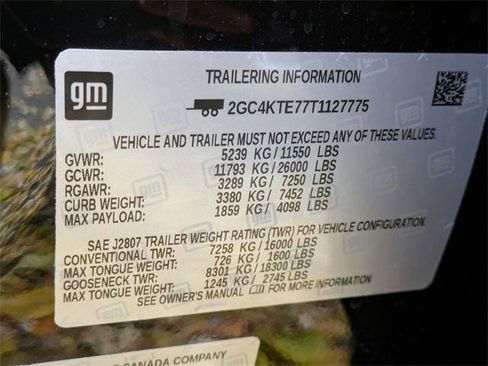 gm
TRAILERING INFORMATION
2GC4KTE77T1127775
VEHICLE AND TRAILER MUST NOT EXCEED ANY OF THESE VALUES.
GVWR: 5239 KG / 11550 LBS
GCWR: 11793 KG / 26000 LBS
RGAWR: 3289 KG / 7250 LBS
CURB WEIGHT: 3380 KG / 7452 LBS
MAX PAYLOAD: 1859 KG / 4098 LBS
SAE J2807 TRAILER WEIGHT RATING (TWR) FOR VEHICLE CONFIGURATION.
CONVENTIONAL TWR: 7258 KG / 16000 LBS
MAX TONGUE WEIGHT: 726 KG / 1600 LBS
GOOSENECK TWR: 8301 KG / 18300 LBS
MAX TONGUE WEIGHT: 1245 KG / 2745 LBS
SEE OWNER'S MANUAL FOR MORE INFORMATION.
CANADA COMPANY